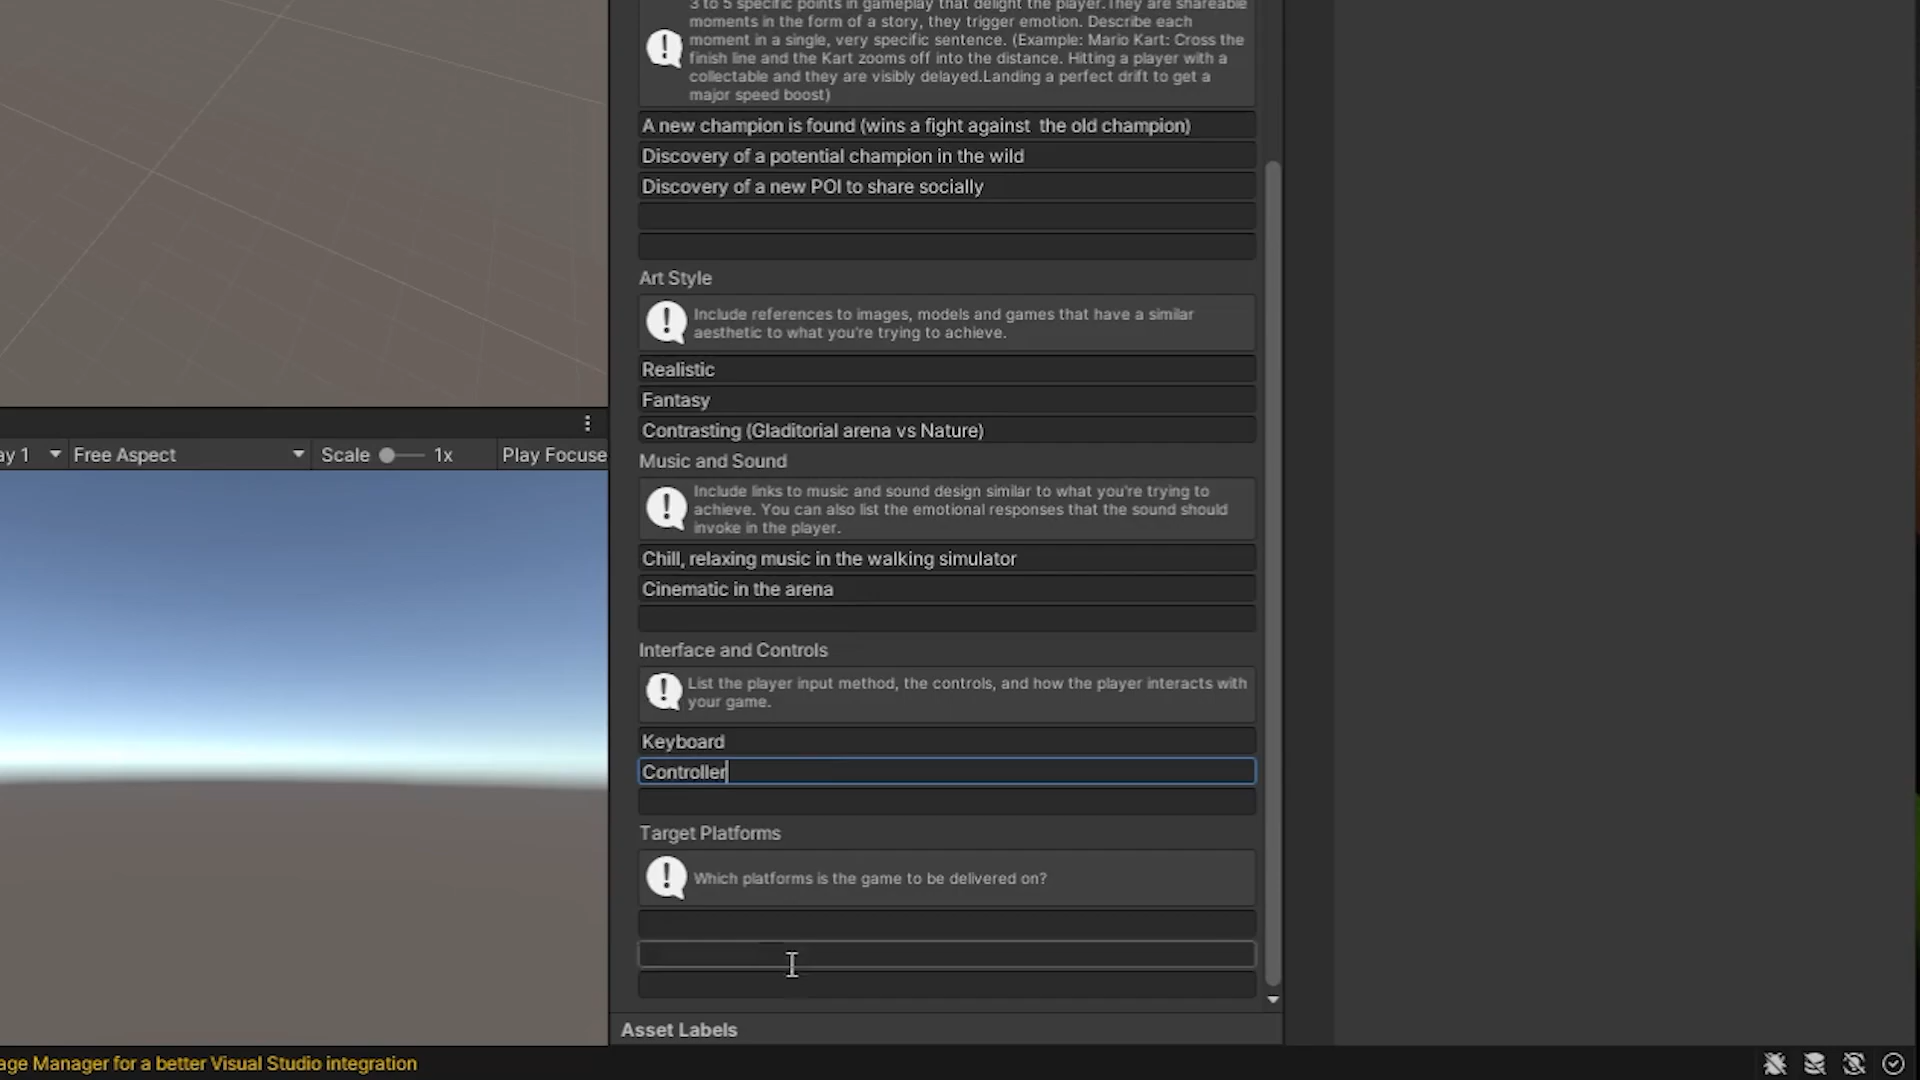 3 to 5 specific points in gameplay that delight the player.They are shareable
moments in the form of a story, they trigger emotion. Describe each
moment in a single, very specific sentence. (Example: Mario Kart: Cross the
finish line and the Kart zooms off into the distance. Hitting a player with a
collectable and they are visibly delayed.Landing a perfect drift to get a
major speed boost)
A new champion is found (wins a fight against  the old champion)
Discovery of a potential champion in the wild
Discovery of a new POI to share socially
Art Style
Include references to images, models and games that have a similar
aesthetic to what you're trying to achieve.
Realistic
Fantasy
Contrasting (Gladitorial arena vs Nature)
ay 1 Free Aspect Scale 1x Play Focuse
Music and Sound
Include links to music and sound design similar to what you're trying to
achieve. You can also list the emotional responses that the sound should
invoke in the player.
Chill, relaxing music in the walking simulator
Cinematic in the arena
Interface and Controls
List the player input method, the controls, and how the player interacts with
your game.
Keyboard
Controller
Target Platforms
Which platforms is the game to be delivered on?
Asset Labels
age Manager for a better Visual Studio integration